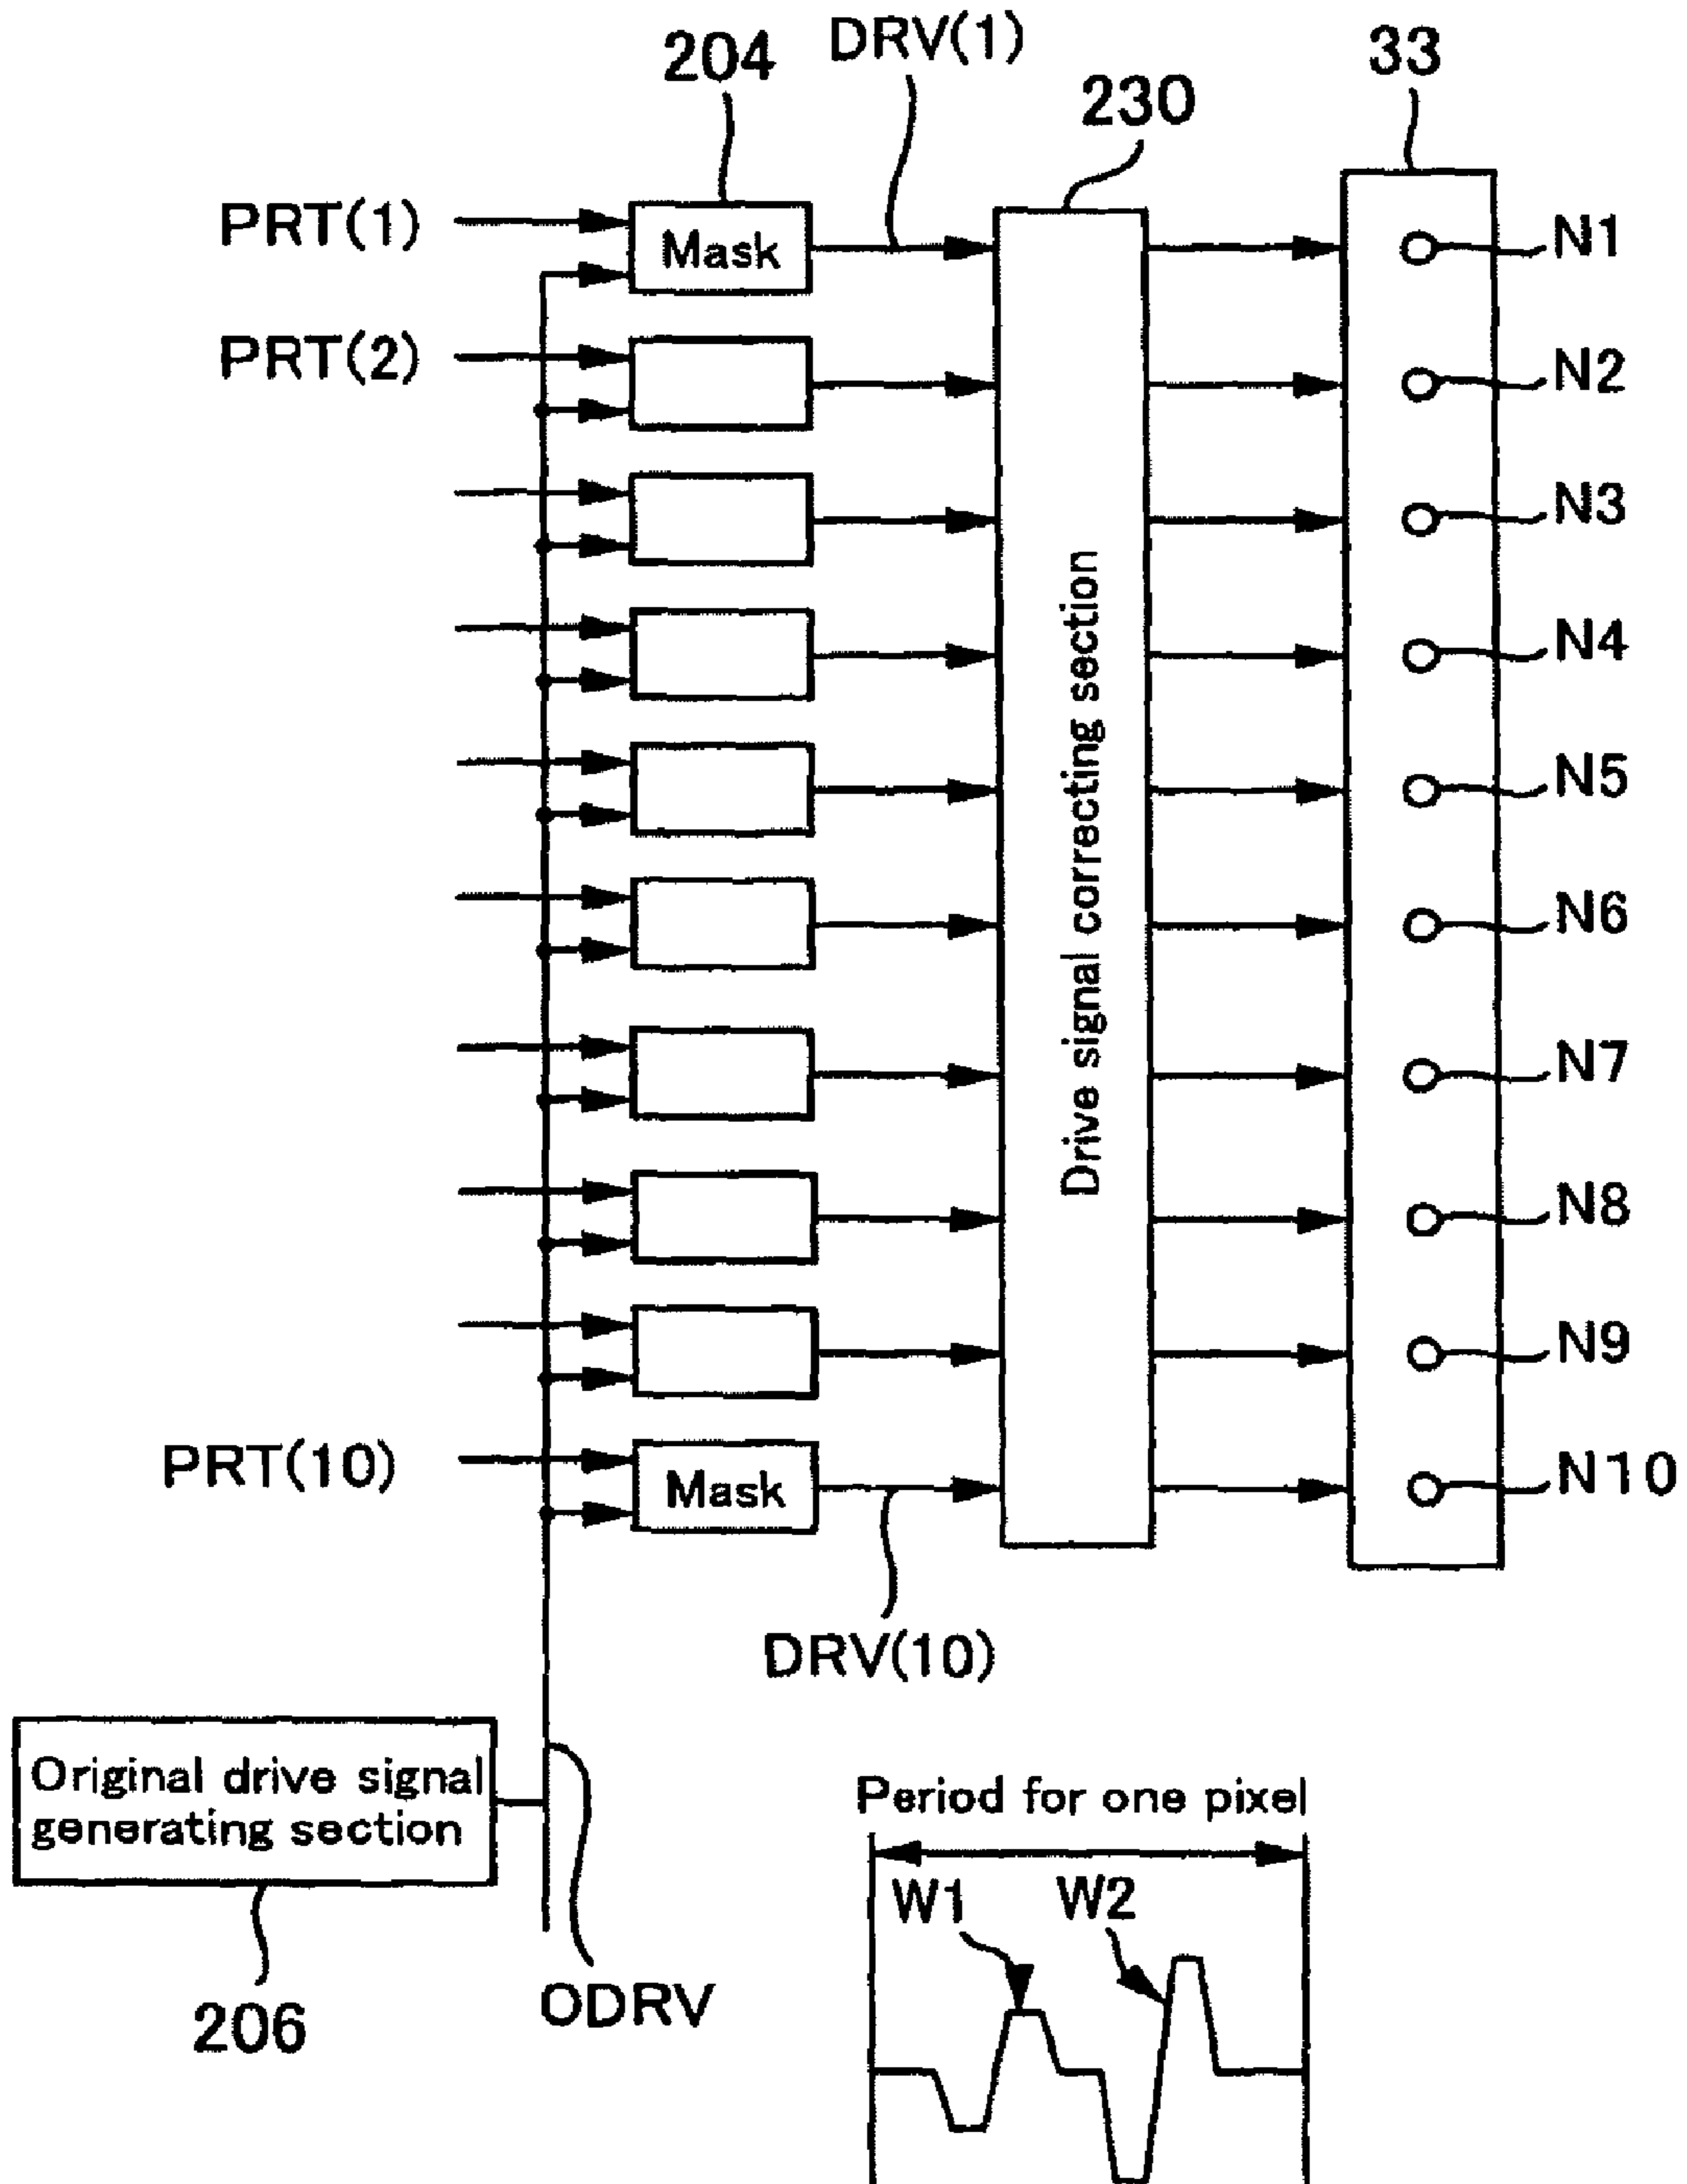 204
DRV(1)
33
230
PRT(1)
Mask
N1
PRT(2)
N2
N3
N4
Drive signal correcting section
N5
N6
N7
N8
N9
PRT(10)
Mask
N10
DRV(10)
Original drive signal
generating section
Period for one pixel
W1
W2
206
ODRV